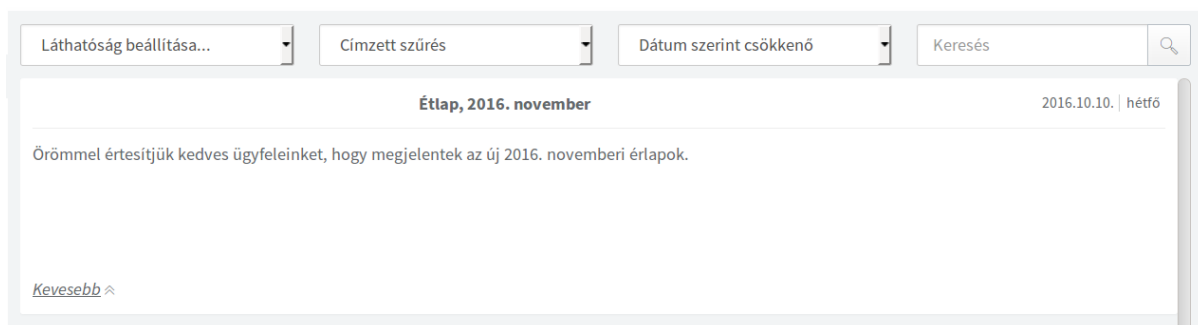 Láthatóság beállítása... Címzett szűrés Dátum szerint csökkenő Keresés
Étlap, 2016. november 2016.10.10. hétfő
Örömmel értesítjük kedves ügyfeleinket, hogy megjelentek az új 2016. novemberi érlapok.
Kevesebb